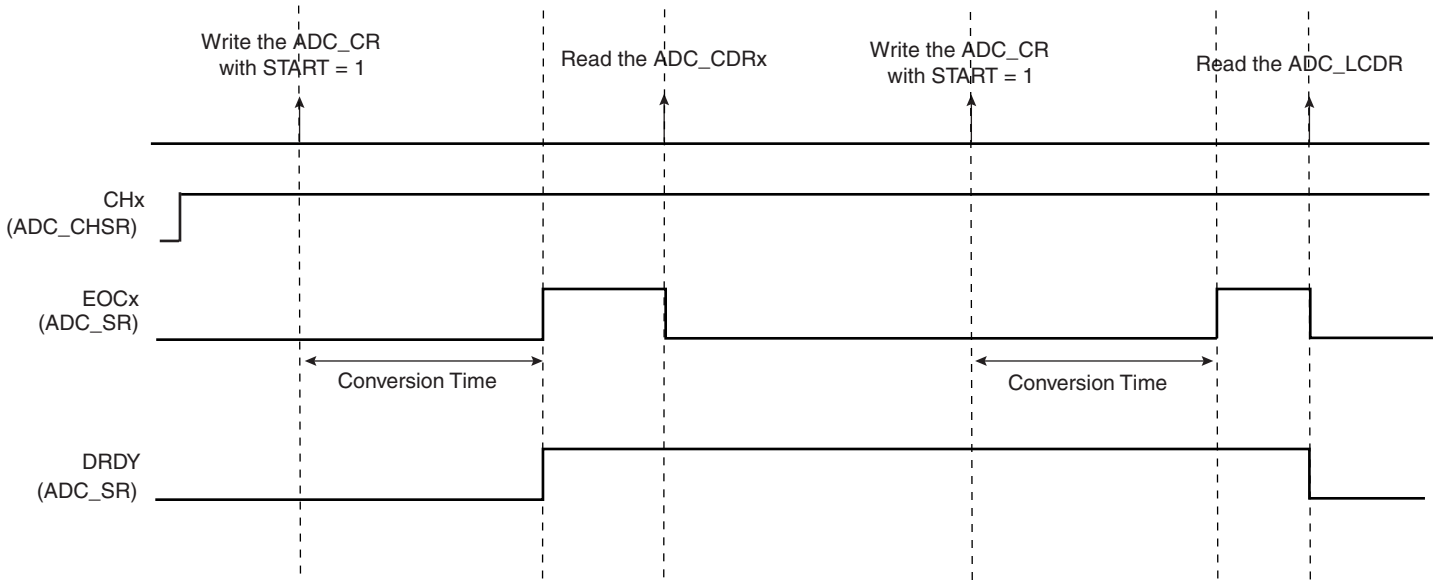 Write the ADC_CR
with START = 1
Read the ADC_CDRx
Write the ADC_CR
with START = 1
Read the ADC_LCDR
CHx
(ADC_CHSR)
EOCx
(ADC_SR)
Conversion Time
Conversion Time
DRDY
(ADC_SR)